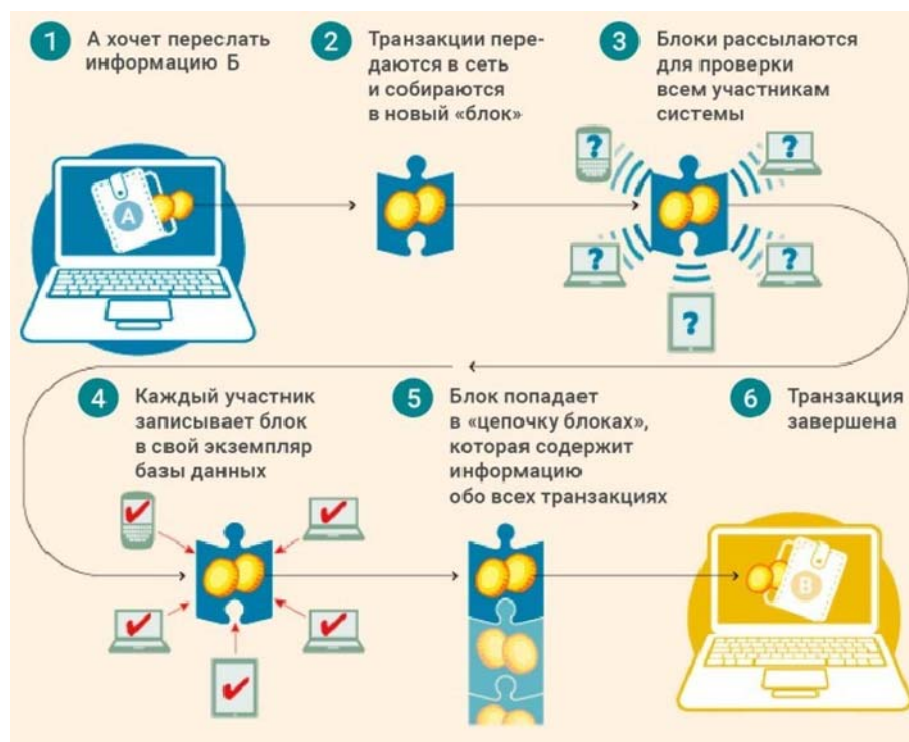 1
А хочет переслать
информацию Б
2
Транзакции пере-
даются в сеть
и собираются
в новый «блок»
3
Блоки рассылаются
для проверки
всем участникам
системы
A
?
?
?
?
?
4
Каждый участник
записывает блок
в свой экземпляр
базы данных
5
Блок попадает
в «цепочку блоках»,
которая содержит
информацию
обо всех транзакциях
6
Транзакция
завершена
B